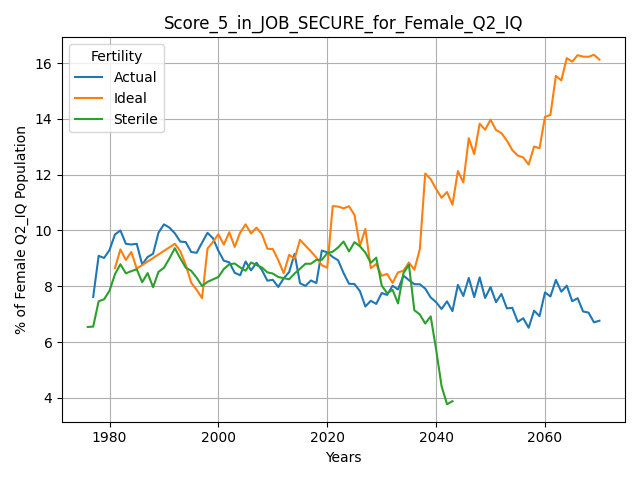 Score_5_in_JOB_SECURE_for_Female_Q2_IQ
Fertility
Actual
Ideal
Sterile
% of Female Q2_IQ Population
16
14
12
10
8
6
4
1980 2000 2020 2040 2060
Years